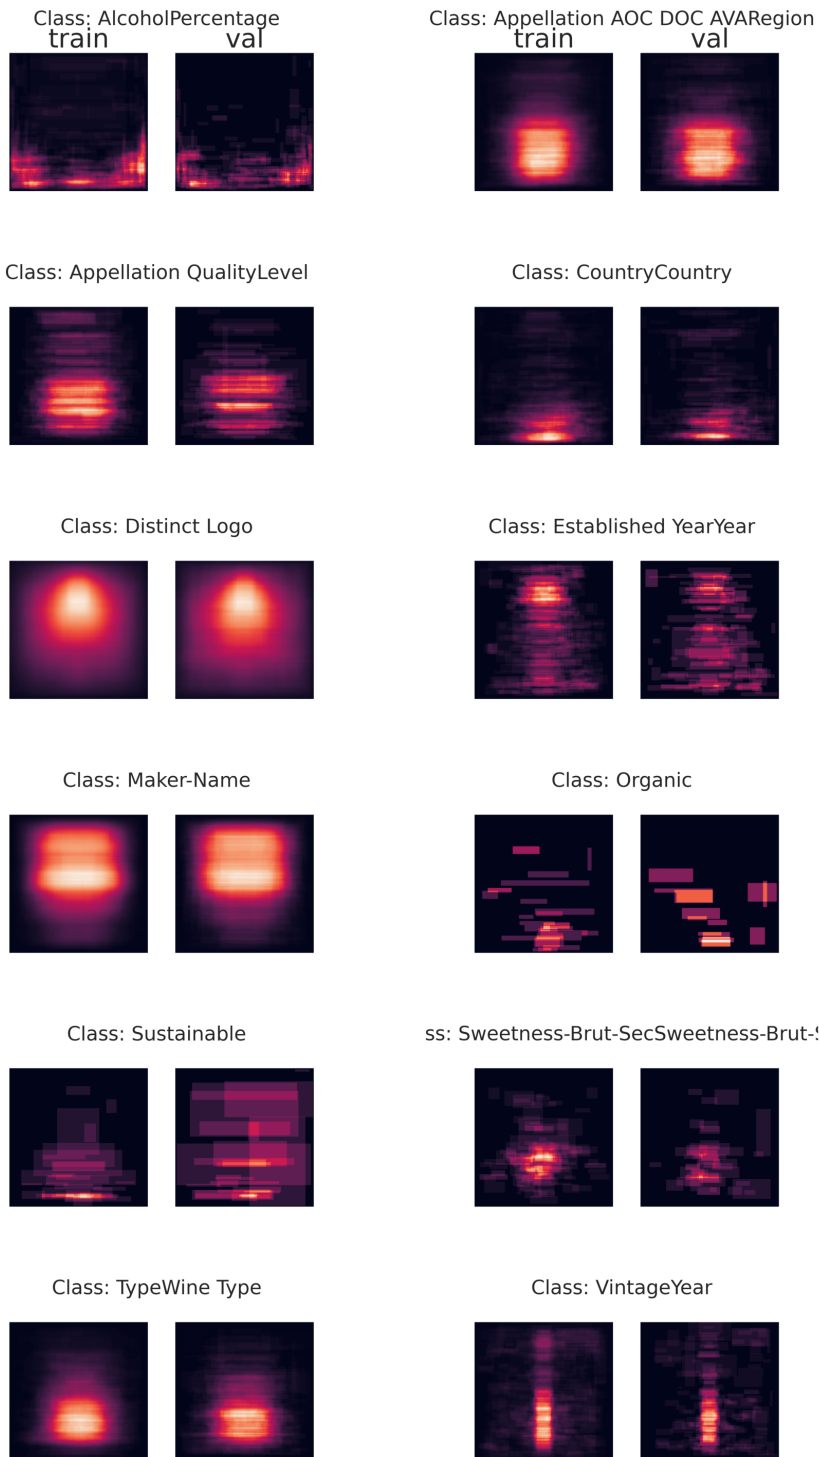 Class: AlcoholPercentage
train val
Class: Appellation AOC DOC AVARegion
train val
Class: Appellation QualityLevel
Class: CountryCountry
Class: Distinct Logo
Class: Established YearYear
Class: Maker-Name
Class: Organic
Class: Sustainable
ss: Sweetness-Brut-SecSweetness-Brut-S
Class: TypeWine Type
Class: VintageYear